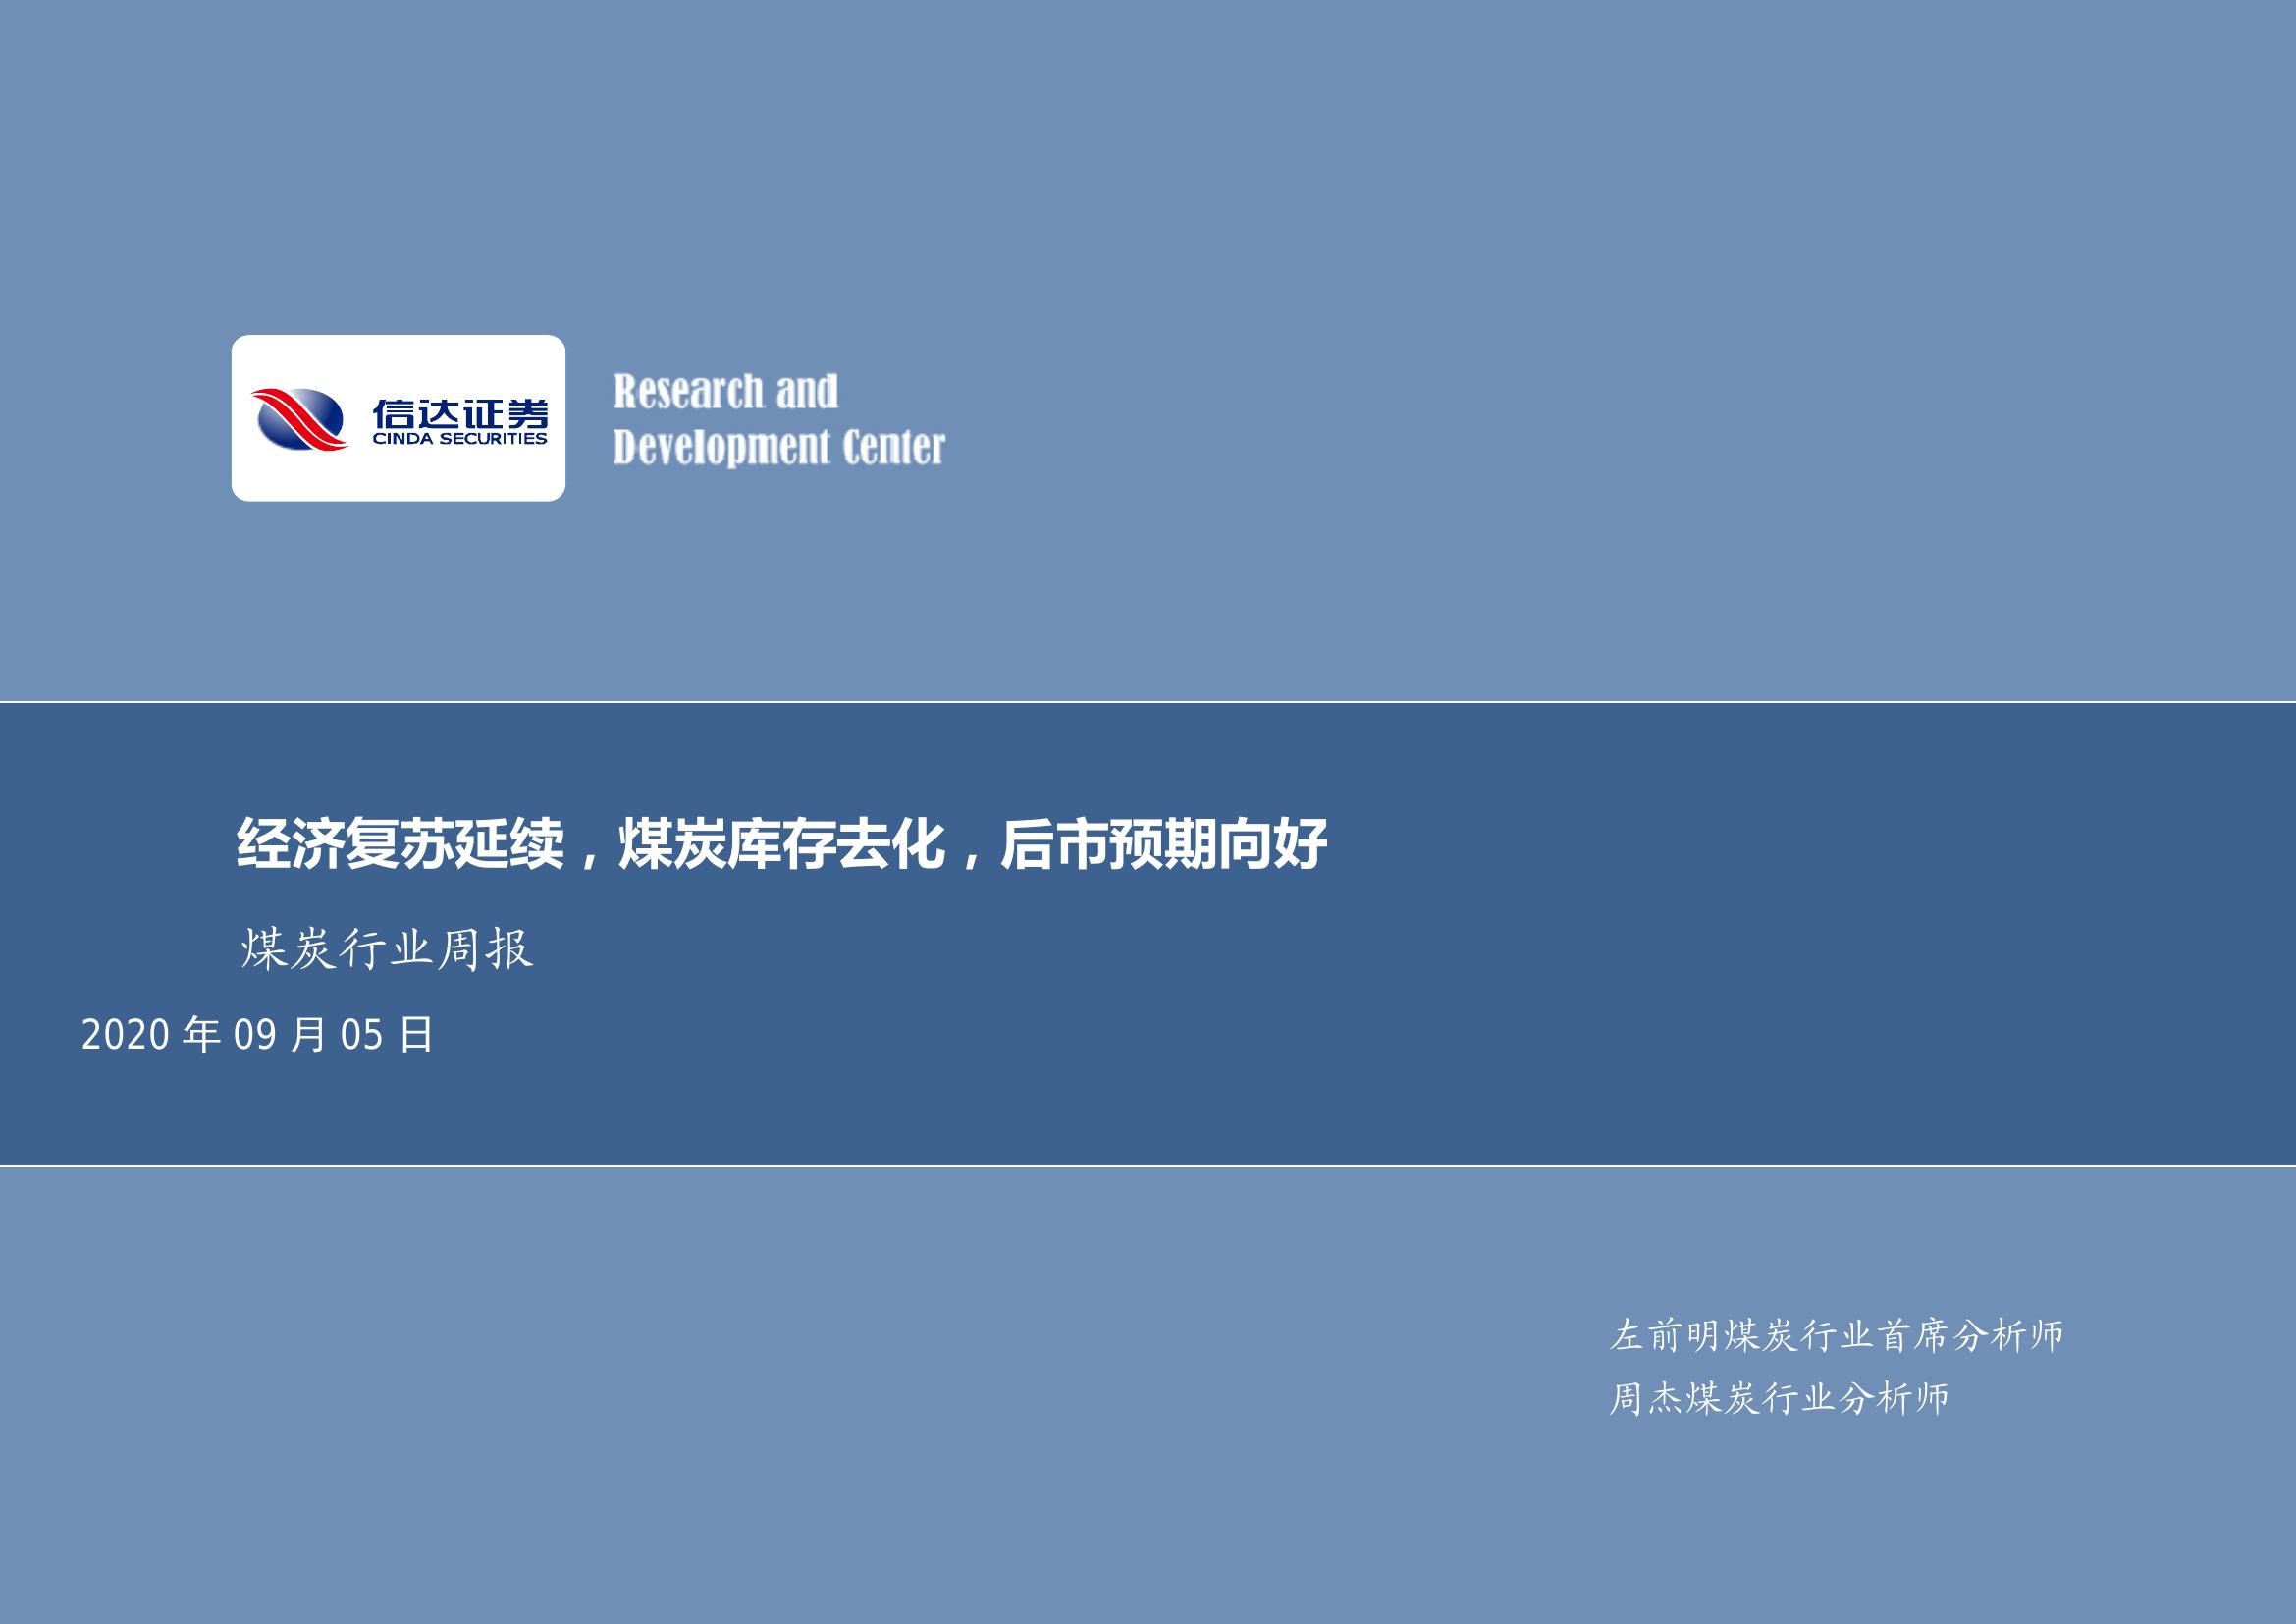 信达证券
CINDA SECURITIES
Research and
Development Center
经济复苏延续，煤炭库存去化，后市预期向好
煤炭行业周报
2020 年 09 月 05 日
左前明煤炭行业首席分析师
周杰煤炭行业分析师